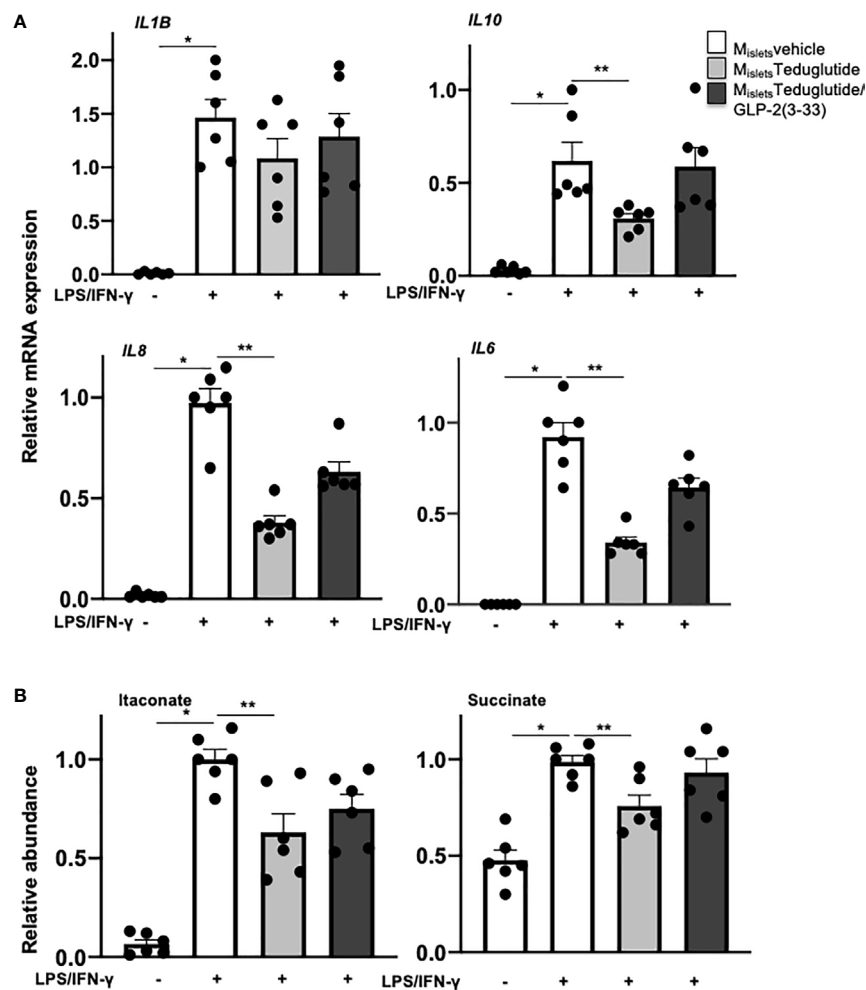 A
IL1B
*
2.0
1.5
1.0
0.5
0.0
LPS/IFN-γ - + + +
IL10
* **
1.0
0.5
0.0
LPS/IFN-γ - + + +
MisletsVehicle
MisletsTeduglutide
MisletsTeduglutide/
GLP-2(3-33)
Relative mRNA expression
IL8
* **
1.0
0.5
0.0
LPS/IFN-γ - + + +
IL6
* **
1.0
0.5
0.0
LPS/IFN-γ - + + +
B
Itaconate
* **
1.0
0.5
0.0
LPS/IFN-γ - + + +
Relative abundance
Succinate
* **
1.0
0.5
0.0
LPS/IFN-γ - + + +